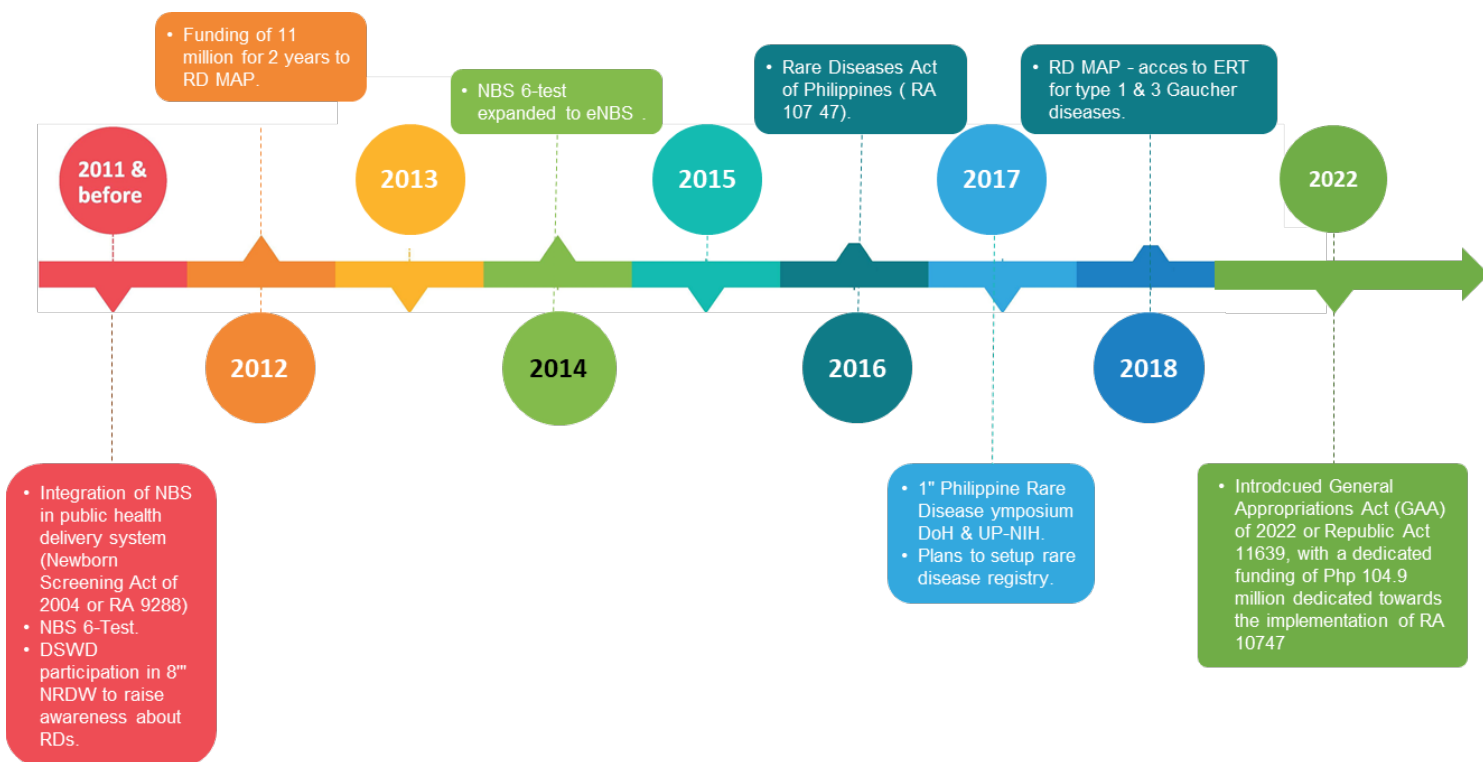 • Funding of 11
million for 2 years to
RD MAP.
• NBS 6-test
expanded to eNBS .
• Rare Diseases Act
of Philippines ( RA
107 47).
• RD MAP - acces to ERT
for type 1 & 3 Gaucher
diseases.
2011 &
before
2013
2015
2017
2022
2012
2014
2016
2018
• Integration of NBS
in public health
delivery system
(Newborn
Screening Act of
2004 or RA 9288)
• NBS 6-Test.
• DSWD
participation in 8"'
NRDW to raise
awareness about
RDs.
• 1" Philippine Rare
Disease ymposium
DoH & UP-NIH.
• Plans to setup rare
disease registry.
• Introdcued General
Appropriations Act (GAA)
of 2022 or Republic Act
11639, with a dedicated
funding of Php 104.9
million dedicated towards
the implementation of RA
10747